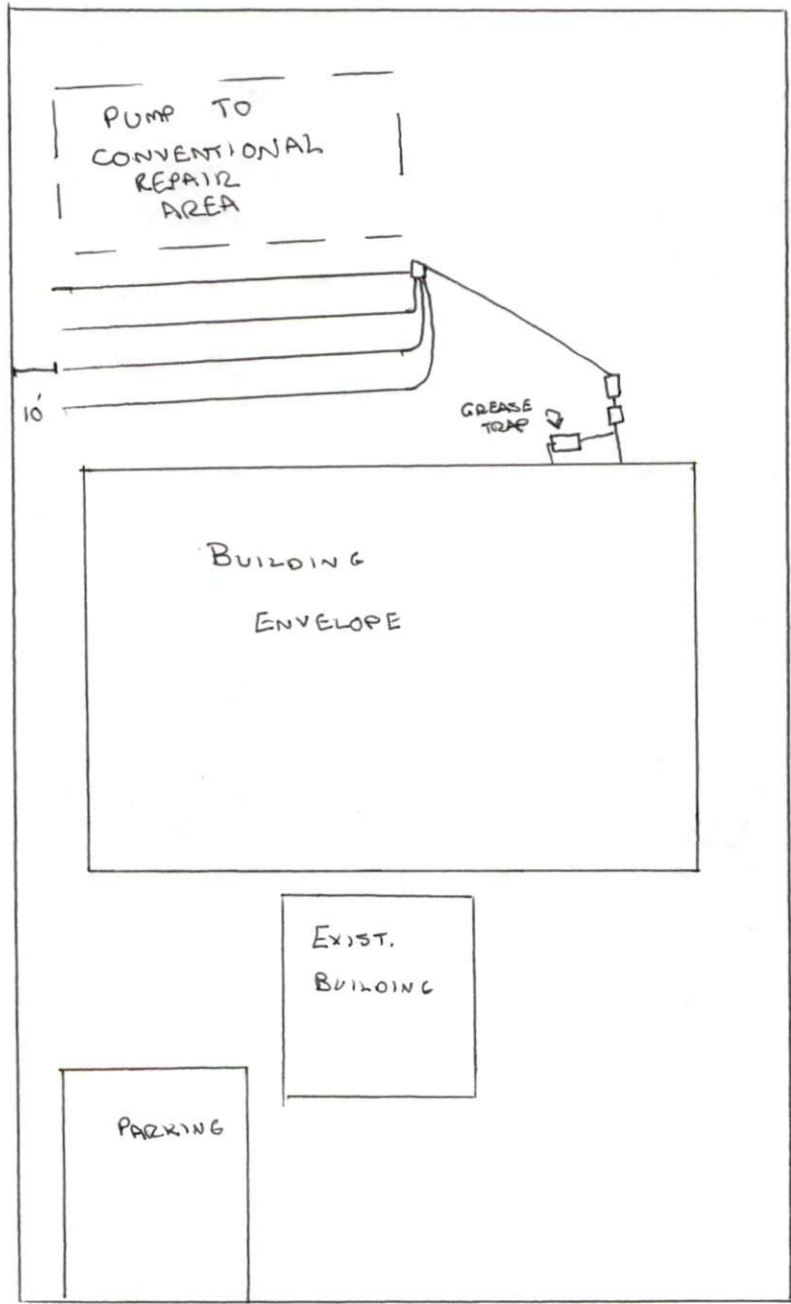 PUMP TO
CONVENTIONAL
REPAIR
AREA
10'
GREASE
TRAP
BUILDING
ENVELOPE
EXIST.
BUILDING
PARKING